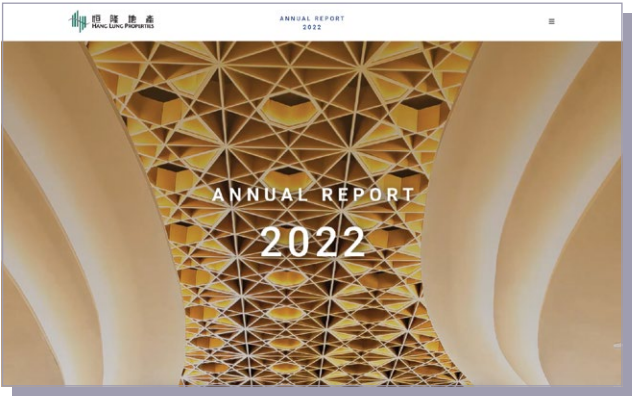 恒隆地產
HANG LUNG PROPERTIES
ANNUAL REPORT
2022
ANNUAL REPORT
2022